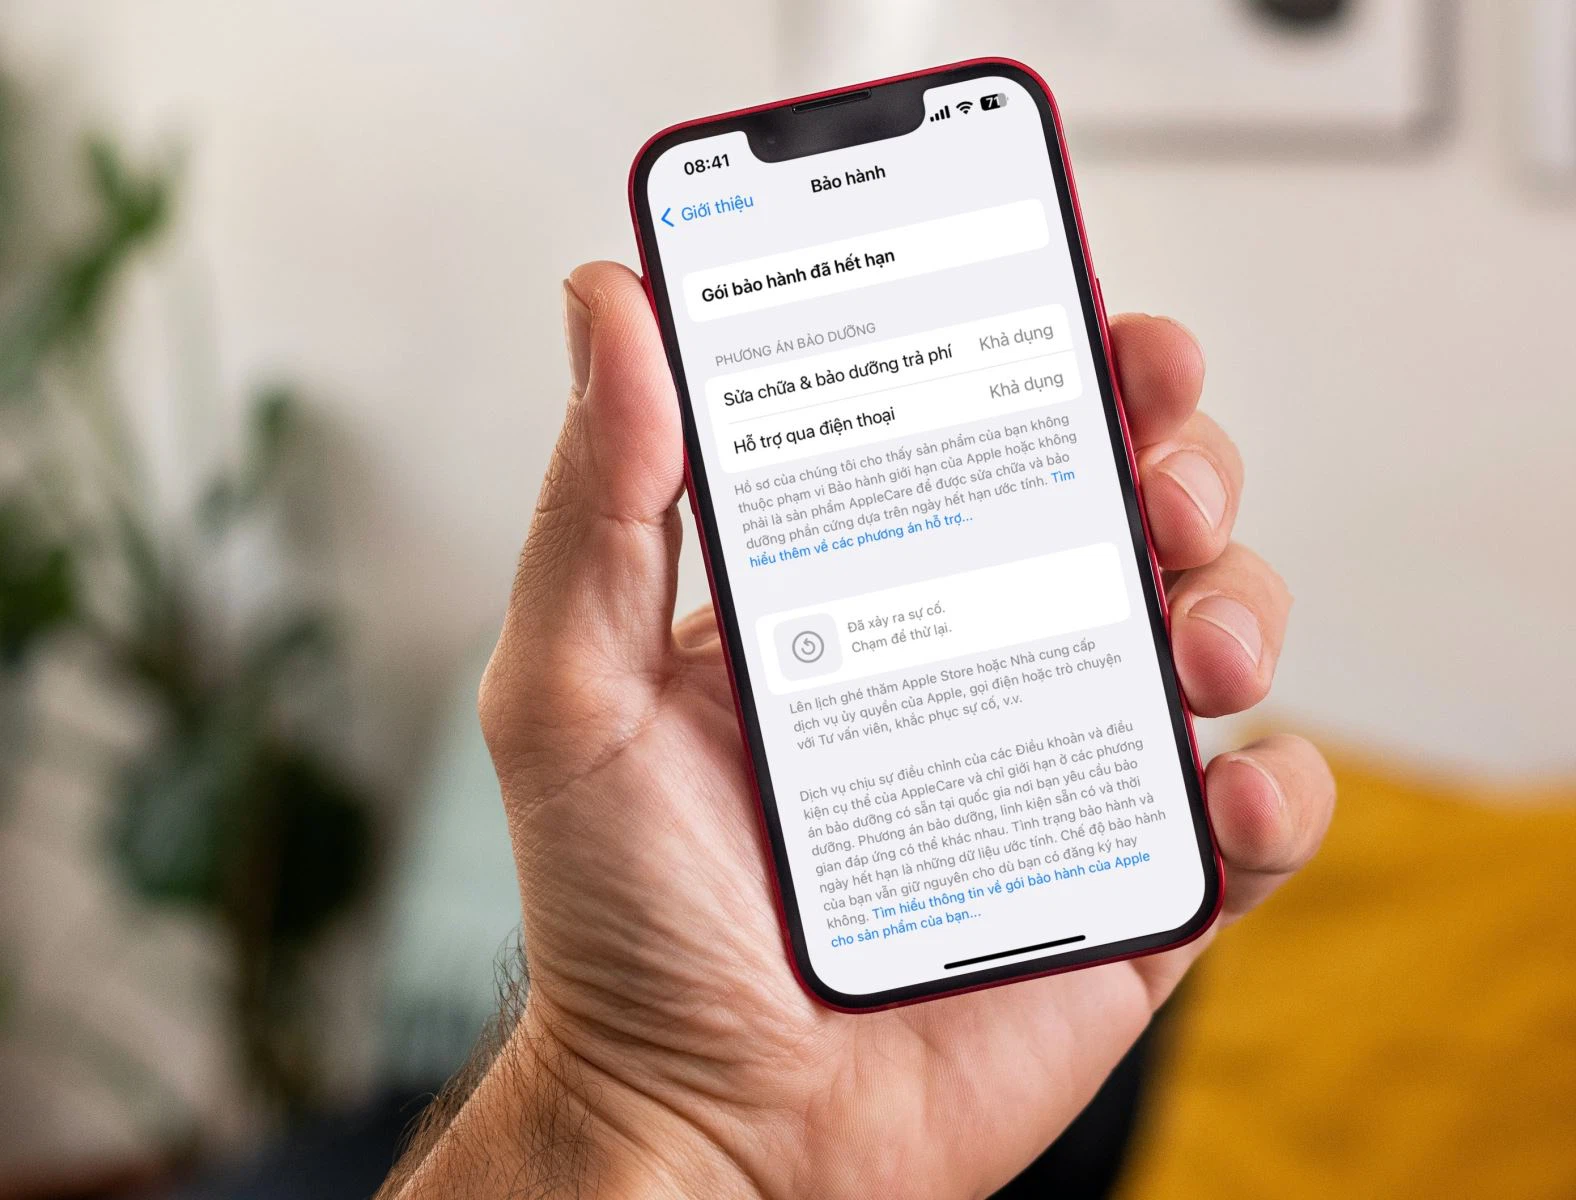 08:41
71
Giới thiệu
Bảo hành
Gói bảo hành đã hết hạn
PHƯƠNG ÁN BẢO DƯỠNG
Sửa chữa & bảo dưỡng trả phí Khả dụng
Hỗ trợ qua điện thoại Khả dụng
Hồ sơ của chúng tôi cho thấy sản phẩm của bạn không
thuộc phạm vi Bảo hành giới hạn của Apple hoặc không
phải là sản phẩm AppleCare để được sửa chữa và bảo
dưỡng phần cứng dựa trên ngày hết hạn ước tính. Tìm
hiểu thêm về các phương án hỗ trợ...
Đã xảy ra sự cố.
Chạm để thử lại.
Lên lịch ghé thăm Apple Store hoặc Nhà cung cấp
dịch vụ ủy quyền của Apple, gọi điện hoặc trò chuyện
với Tư vấn viên, khắc phục sự cố, v.v.
Dịch vụ chịu sự điều chỉnh của các Điều khoản và điều
kiện cụ thể của AppleCare và chỉ giới hạn ở các phương
án bảo dưỡng có sẵn tại quốc gia nơi bạn yêu cầu bảo
dưỡng. Phương án bảo dưỡng, linh kiện sẵn có và thời
gian đáp ứng có thể khác nhau. Tình trạng bảo hành và
ngày hết hạn là những dữ liệu ước tính. Chế độ bảo hành
của bạn vẫn giữ nguyên cho dù bạn có đăng ký hay
không. Tìm hiểu thông tin về gói bảo hành của Apple
cho sản phẩm của bạn...